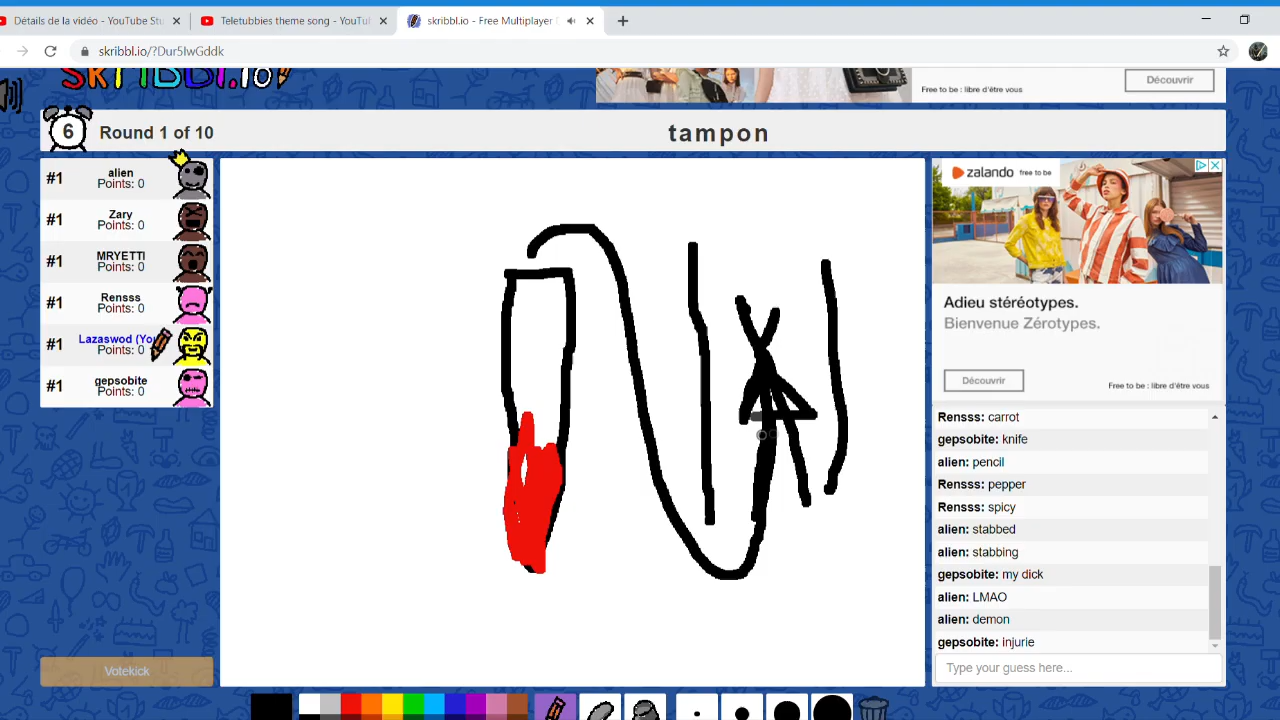 Détails de la vidéo - YouTube Stu
Teletubbies theme song - YouTu
skribbl.io - Free Multiplayer
skribbl.io/?Dur5IwGddk
SKRIBBL.io
Free to be : libre d'être vous
Découvrir
6
Round 1 of 10
tampon
#1
alien
Points: 0
#1
Zary
Points: 0
#1
MRYETTI
Points: 0
#1
Rensss
Points: 0
#1
Lazaswod (Yo
Points: 0
#1
gepsobite
Points: 0
Votekick
zalando free to be
Adieu stéréotypes.
Bienvenue Zérotypes.
Découvrir
Free to be : libre d'être vous
Rensss: carrot
gepsobite: knife
alien: pencil
Rensss: pepper
Rensss: spicy
alien: stabbed
alien: stabbing
gepsobite: my dick
alien: LMAO
alien: demon
gepsobite: injurie
Type your guess here...